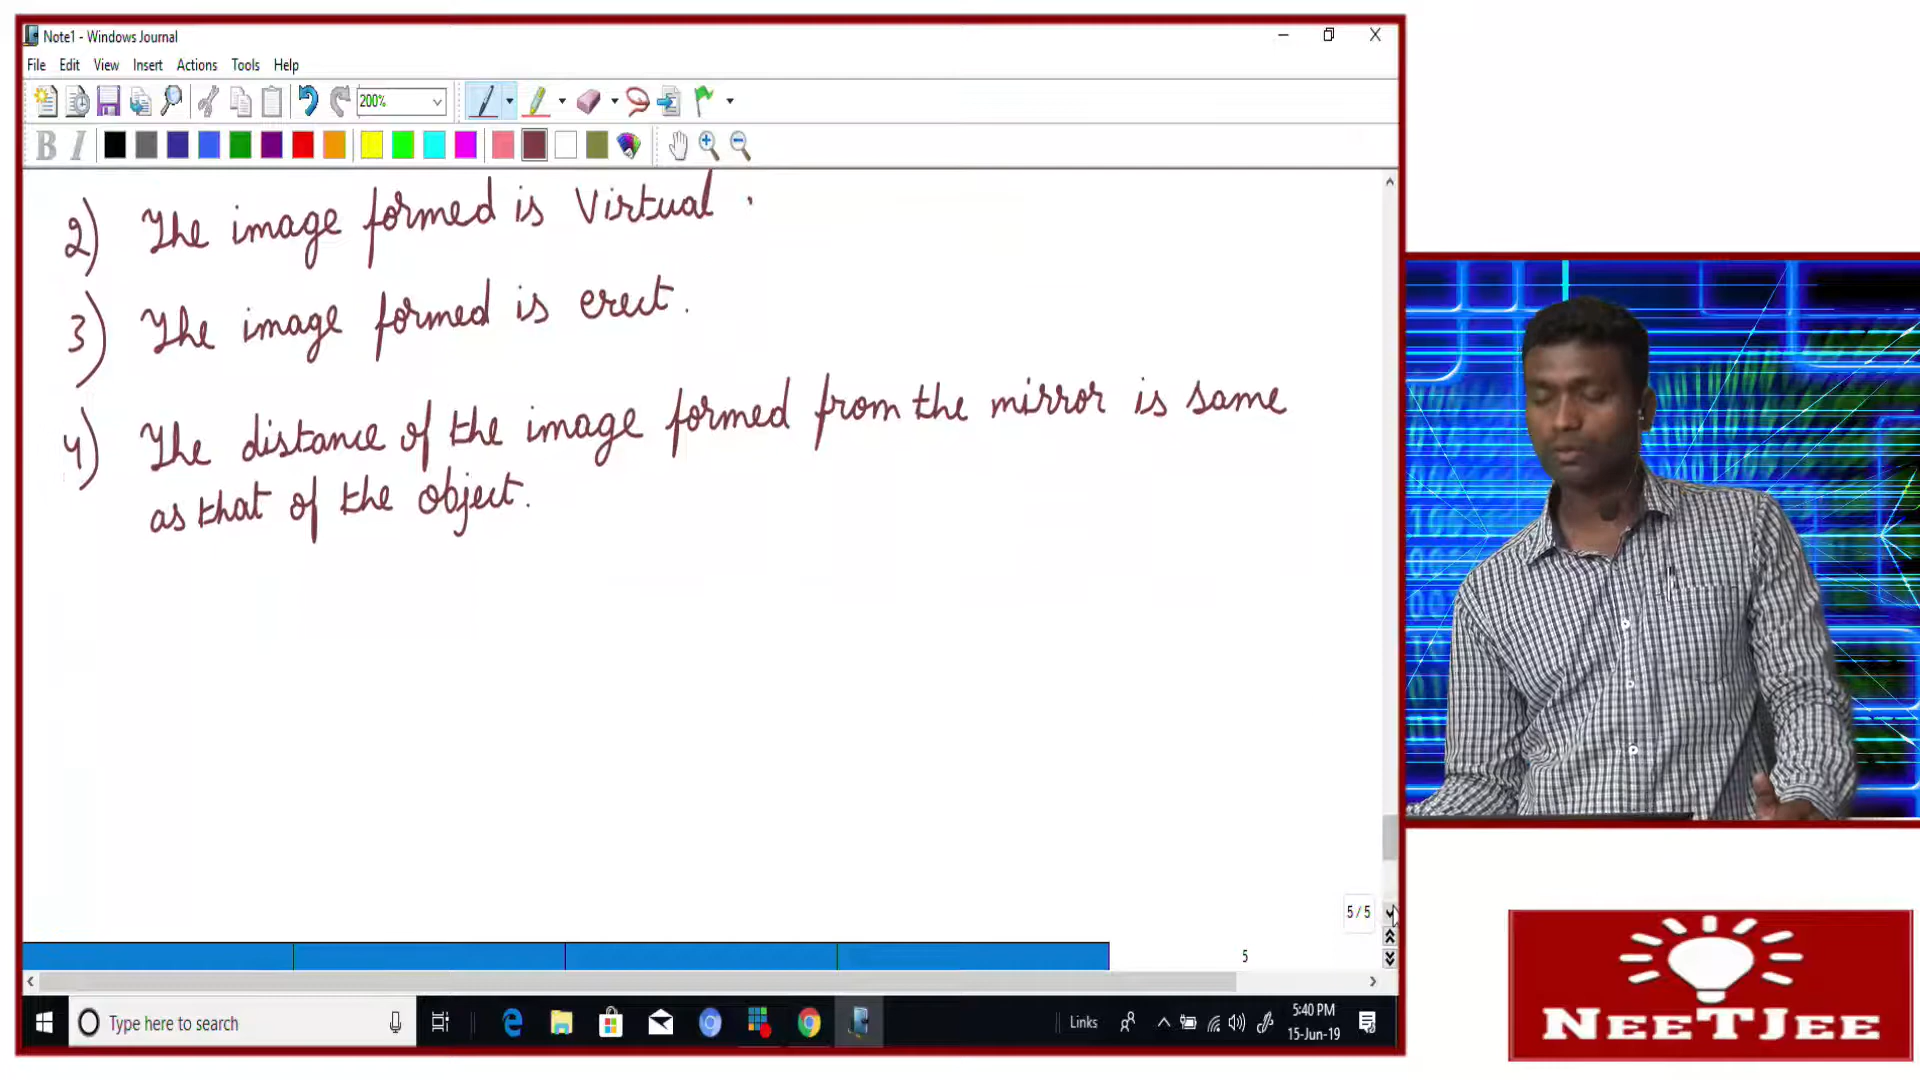 Note1 - Windows Journal
File Edit View Insert Actions Tools Help
200%
B I
2) The image formed is Virtual.
3) The image formed is erect.
4) The distance of the image formed from the mirror is same
as that of the object.
5 / 5
5
Type here to search
Links
5:40 PM
15-Jun-19
NEETJEE